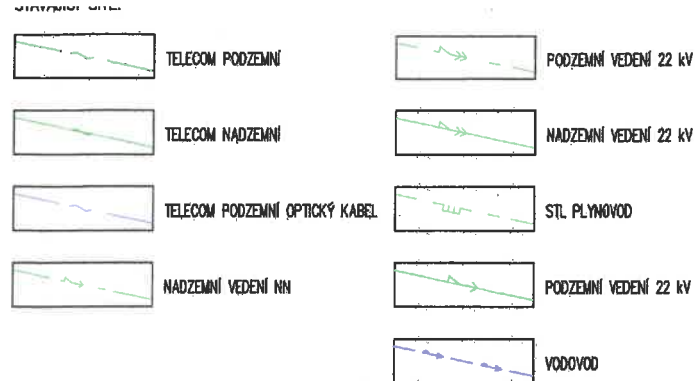 TELECOM PODZEMNÍ
TELECOM NADZEMNÍ
TELECOM PODZEMNÍ OPTICKÝ KABEL
NADZEMNÍ VEDENÍ NN
PODZEMNÍ VEDENÍ 22 kV
NADZEMNÍ VEDENÍ 22 kV
STL PLYNOVOD
PODZEMNÍ VEDENÍ 22 kV
VODOVOD